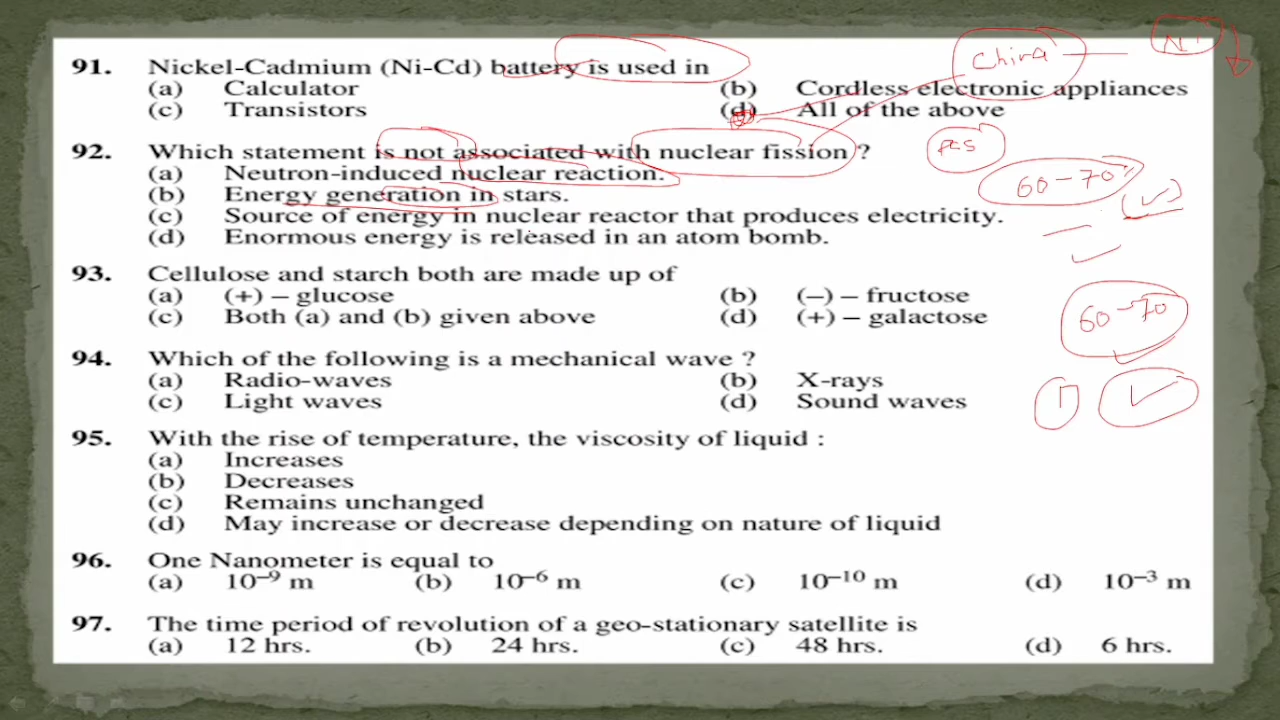 91. Nickel-Cadmium (Ni-Cd) battery is used in
(a) Calculator (b) Cordless electronic appliances
(c) Transistors (d) All of the above
92. Which statement is not associated with nuclear fission ?
(a) Neutron-induced nuclear reaction.
(b) Energy generation in stars.
(c) Source of energy in nuclear reactor that produces electricity.
(d) Enormous energy is released in an atom bomb.
93. Cellulose and starch both are made up of
(a) (+) – glucose (b) (–) – fructose
(c) Both (a) and (b) given above (d) (+) – galactose
94. Which of the following is a mechanical wave ?
(a) Radio-waves (b) X-rays
(c) Light waves (d) Sound waves
95. With the rise of temperature, the viscosity of liquid :
(a) Increases
(b) Decreases
(c) Remains unchanged
(d) May increase or decrease depending on nature of liquid
96. One Nanometer is equal to
(a) 10⁻⁹ m (b) 10⁻⁶ m (c) 10⁻¹⁰ m (d) 10⁻³ m
97. The time period of revolution of a geo-stationary satellite is
(a) 12 hrs. (b) 24 hrs. (c) 48 hrs. (d) 6 hrs.
China
60-70%
60-70